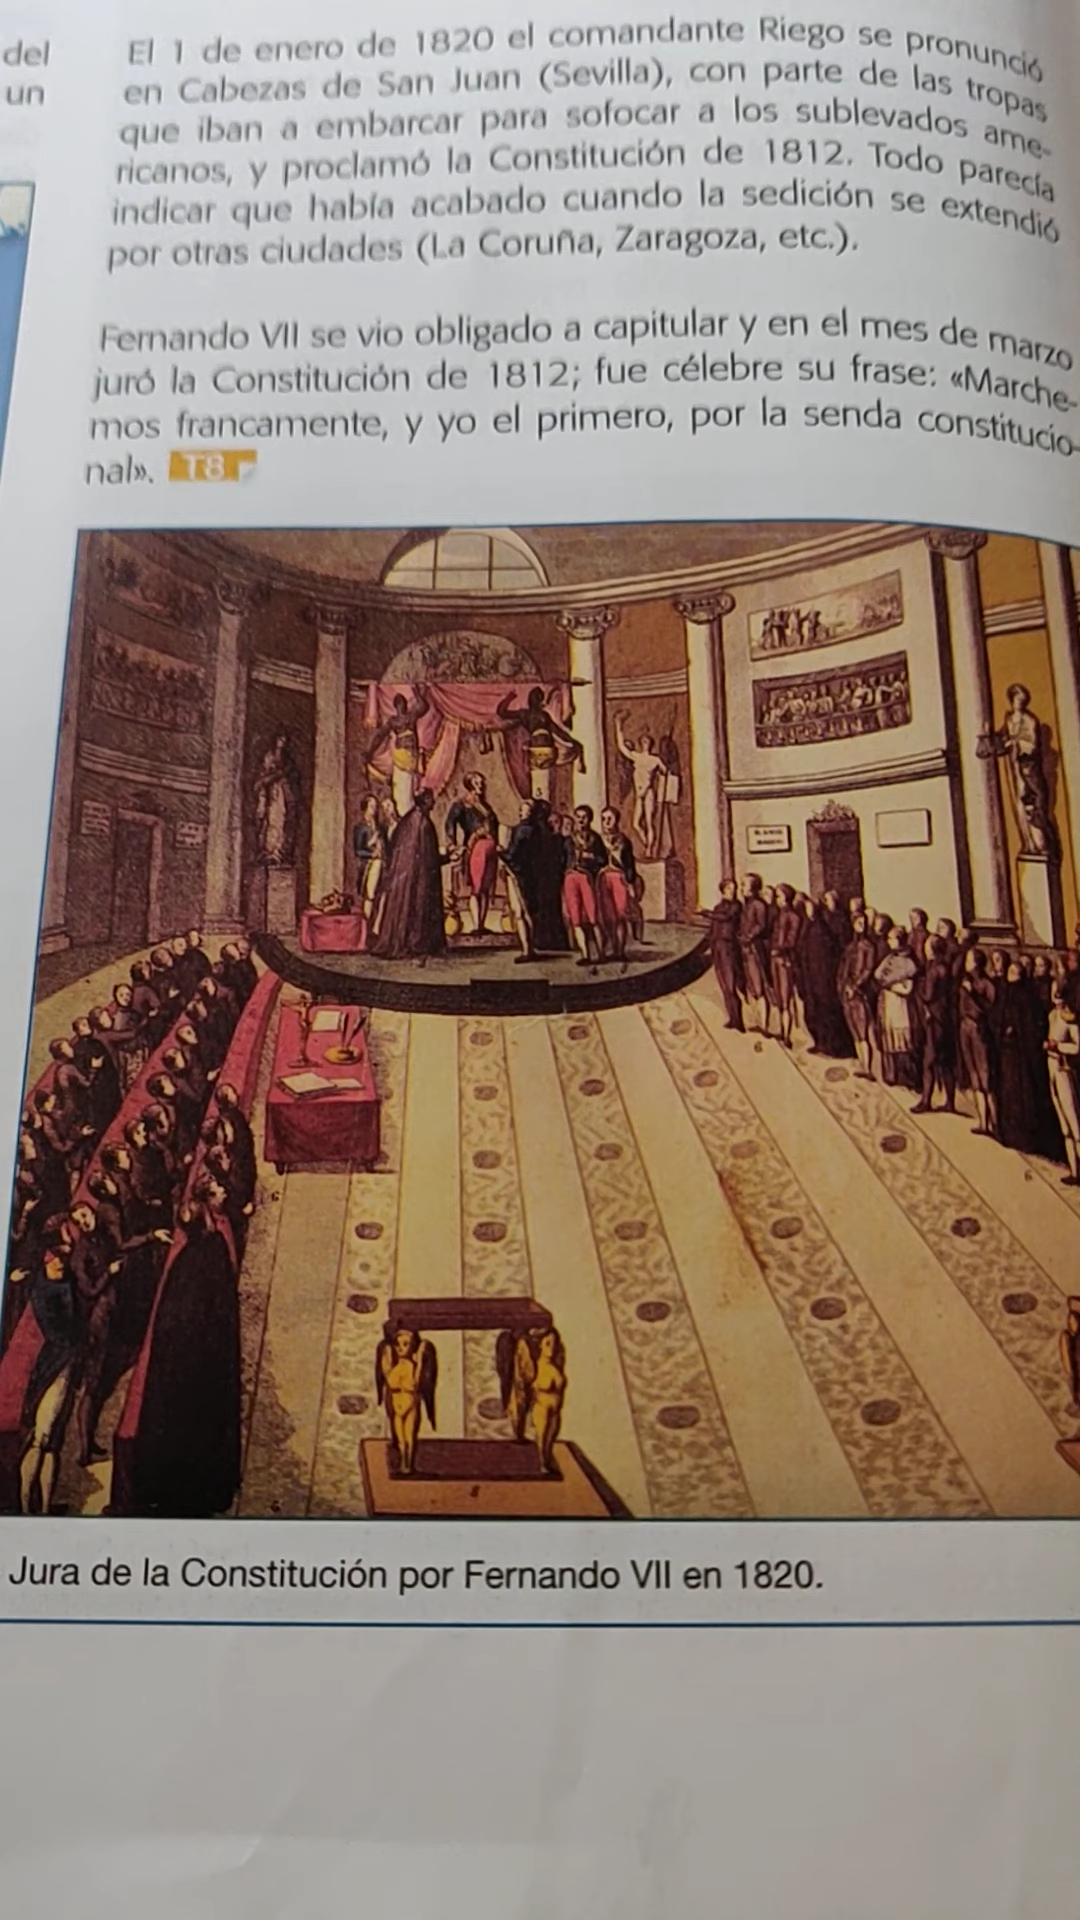 del
un
El 1 de enero de 1820 el comandante Riego se pronunció
en Cabezas de San Juan (Sevilla), con parte de las tropas
que iban a embarcar para sofocar a los sublevados ame-
ricanos, y proclamó la Constitución de 1812. Todo parecía
indicar que había acabado cuando la sedición se extendió
por otras ciudades (La Coruña, Zaragoza, etc.).
Fernando VII se vio obligado a capitular y en el mes de marzo
juró la Constitución de 1812; fue célebre su frase: «Marche-
mos francamente, y yo el primero, por la senda constitucio-
nal». T8
Jura de la Constitución por Fernando VII en 1820.